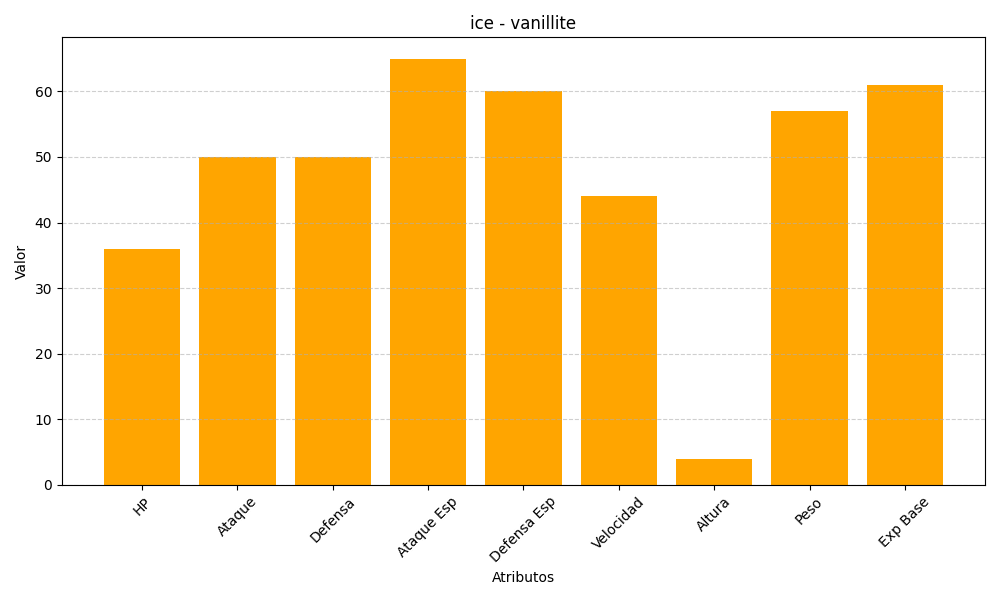 ice - vanillite
Valor
60
50
40
30
20
10
0
HP
Ataque
Defensa
Ataque Esp
Defensa Esp
Velocidad
Altura
Peso
Exp Base
Atributos